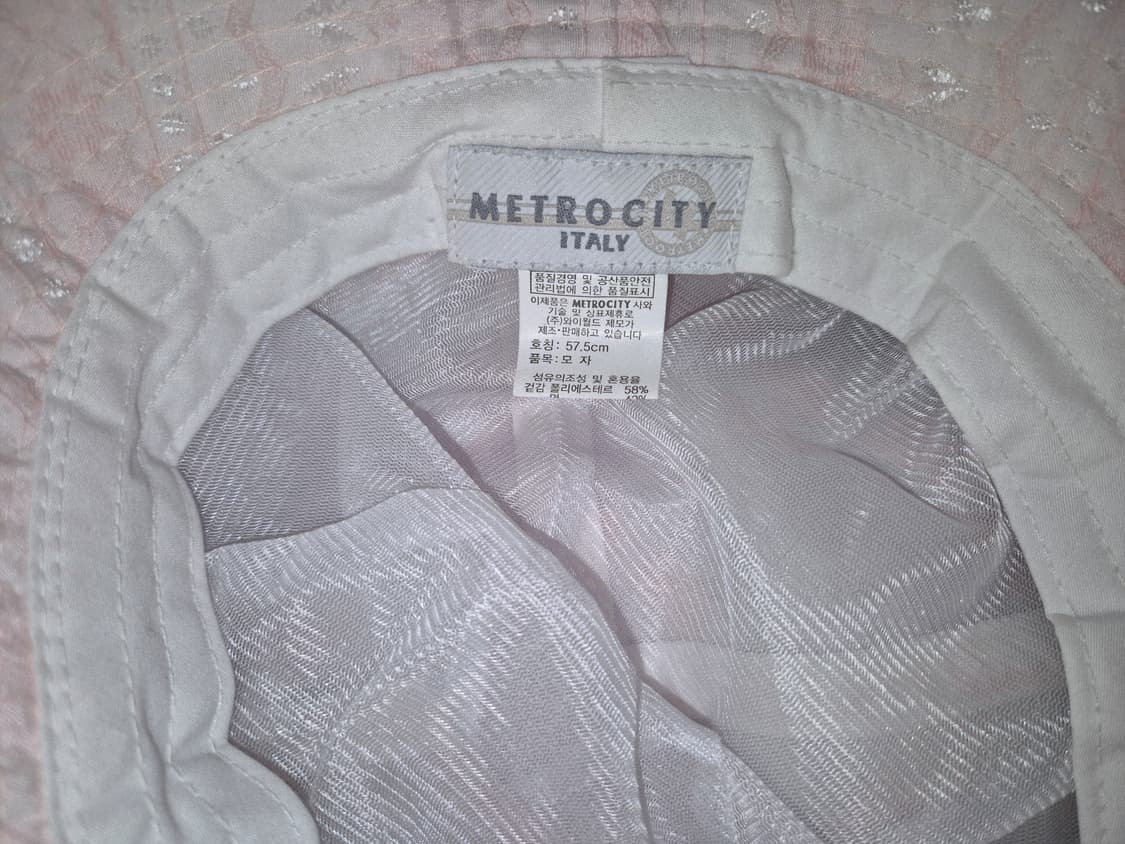 METROCITY
ITALY
품질경영 및 공산품안전
관리법에 의한 품질표시
이제품은 METROCITY 사와
기술 및 상표제휴로
(주)와이월드 제모가
제조·판매하고 있습니다
호칭: 57.5cm
품목: 모 자
섬유의조성 및 혼용율
겉감 폴리에스테르 58%
면 42%